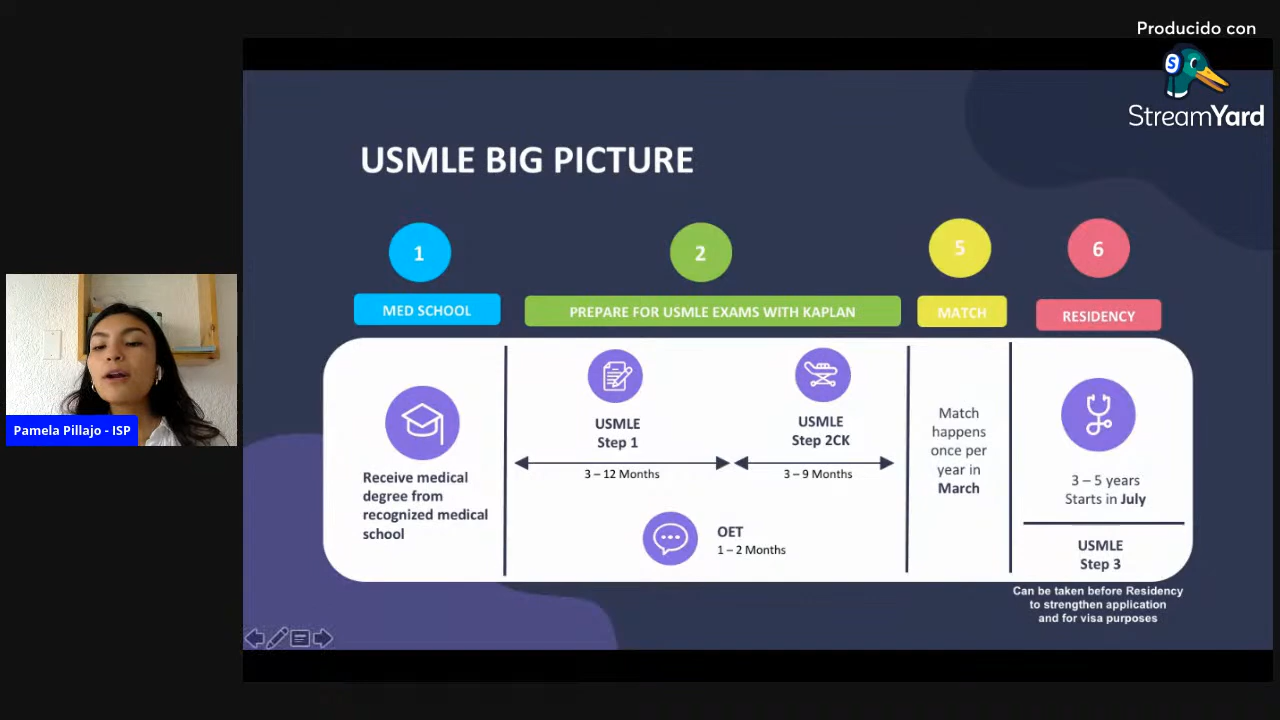 Producido con
StreamYard
USMLE BIG PICTURE
1
2
5
6
MED SCHOOL
PREPARE FOR USMLE EXAMS WITH KAPLAN
MATCH
RESIDENCY
Receive medical
degree from
recognized medical
school
USMLE
Step 1
3 – 12 Months
USMLE
Step 2CK
3 – 9 Months
OET
1 – 2 Months
Match
happens
once per
year in
March
3 – 5 years
Starts in July
USMLE
Step 3
Can be taken before Residency
to strengthen application
and for visa purposes
Pamela Pillajo - ISP